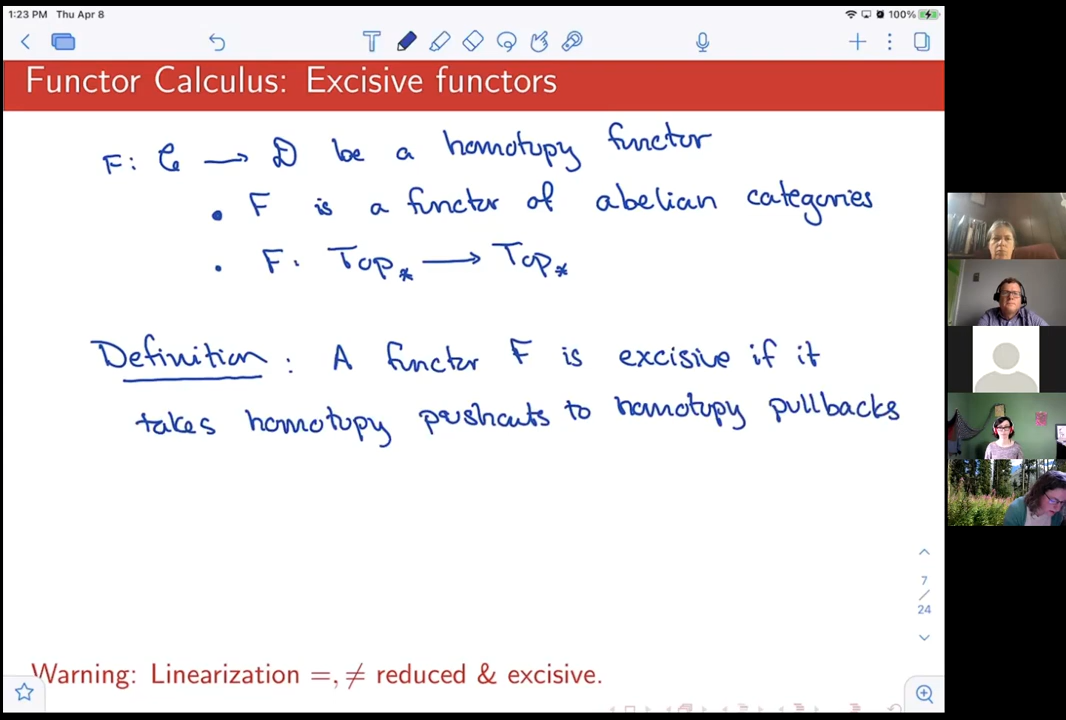 1:23 PM Thu Apr 8
100%
Functor Calculus: Excisive functors
F: C → D be a homotopy functor
• F is a functor of abelian categories
• F: Top* → Top*
Definition: A functor F is excisive if it
takes homotopy pushouts to homotopy pullbacks
7
/
24
Warning: Linearization =, ≠ reduced & excisive.